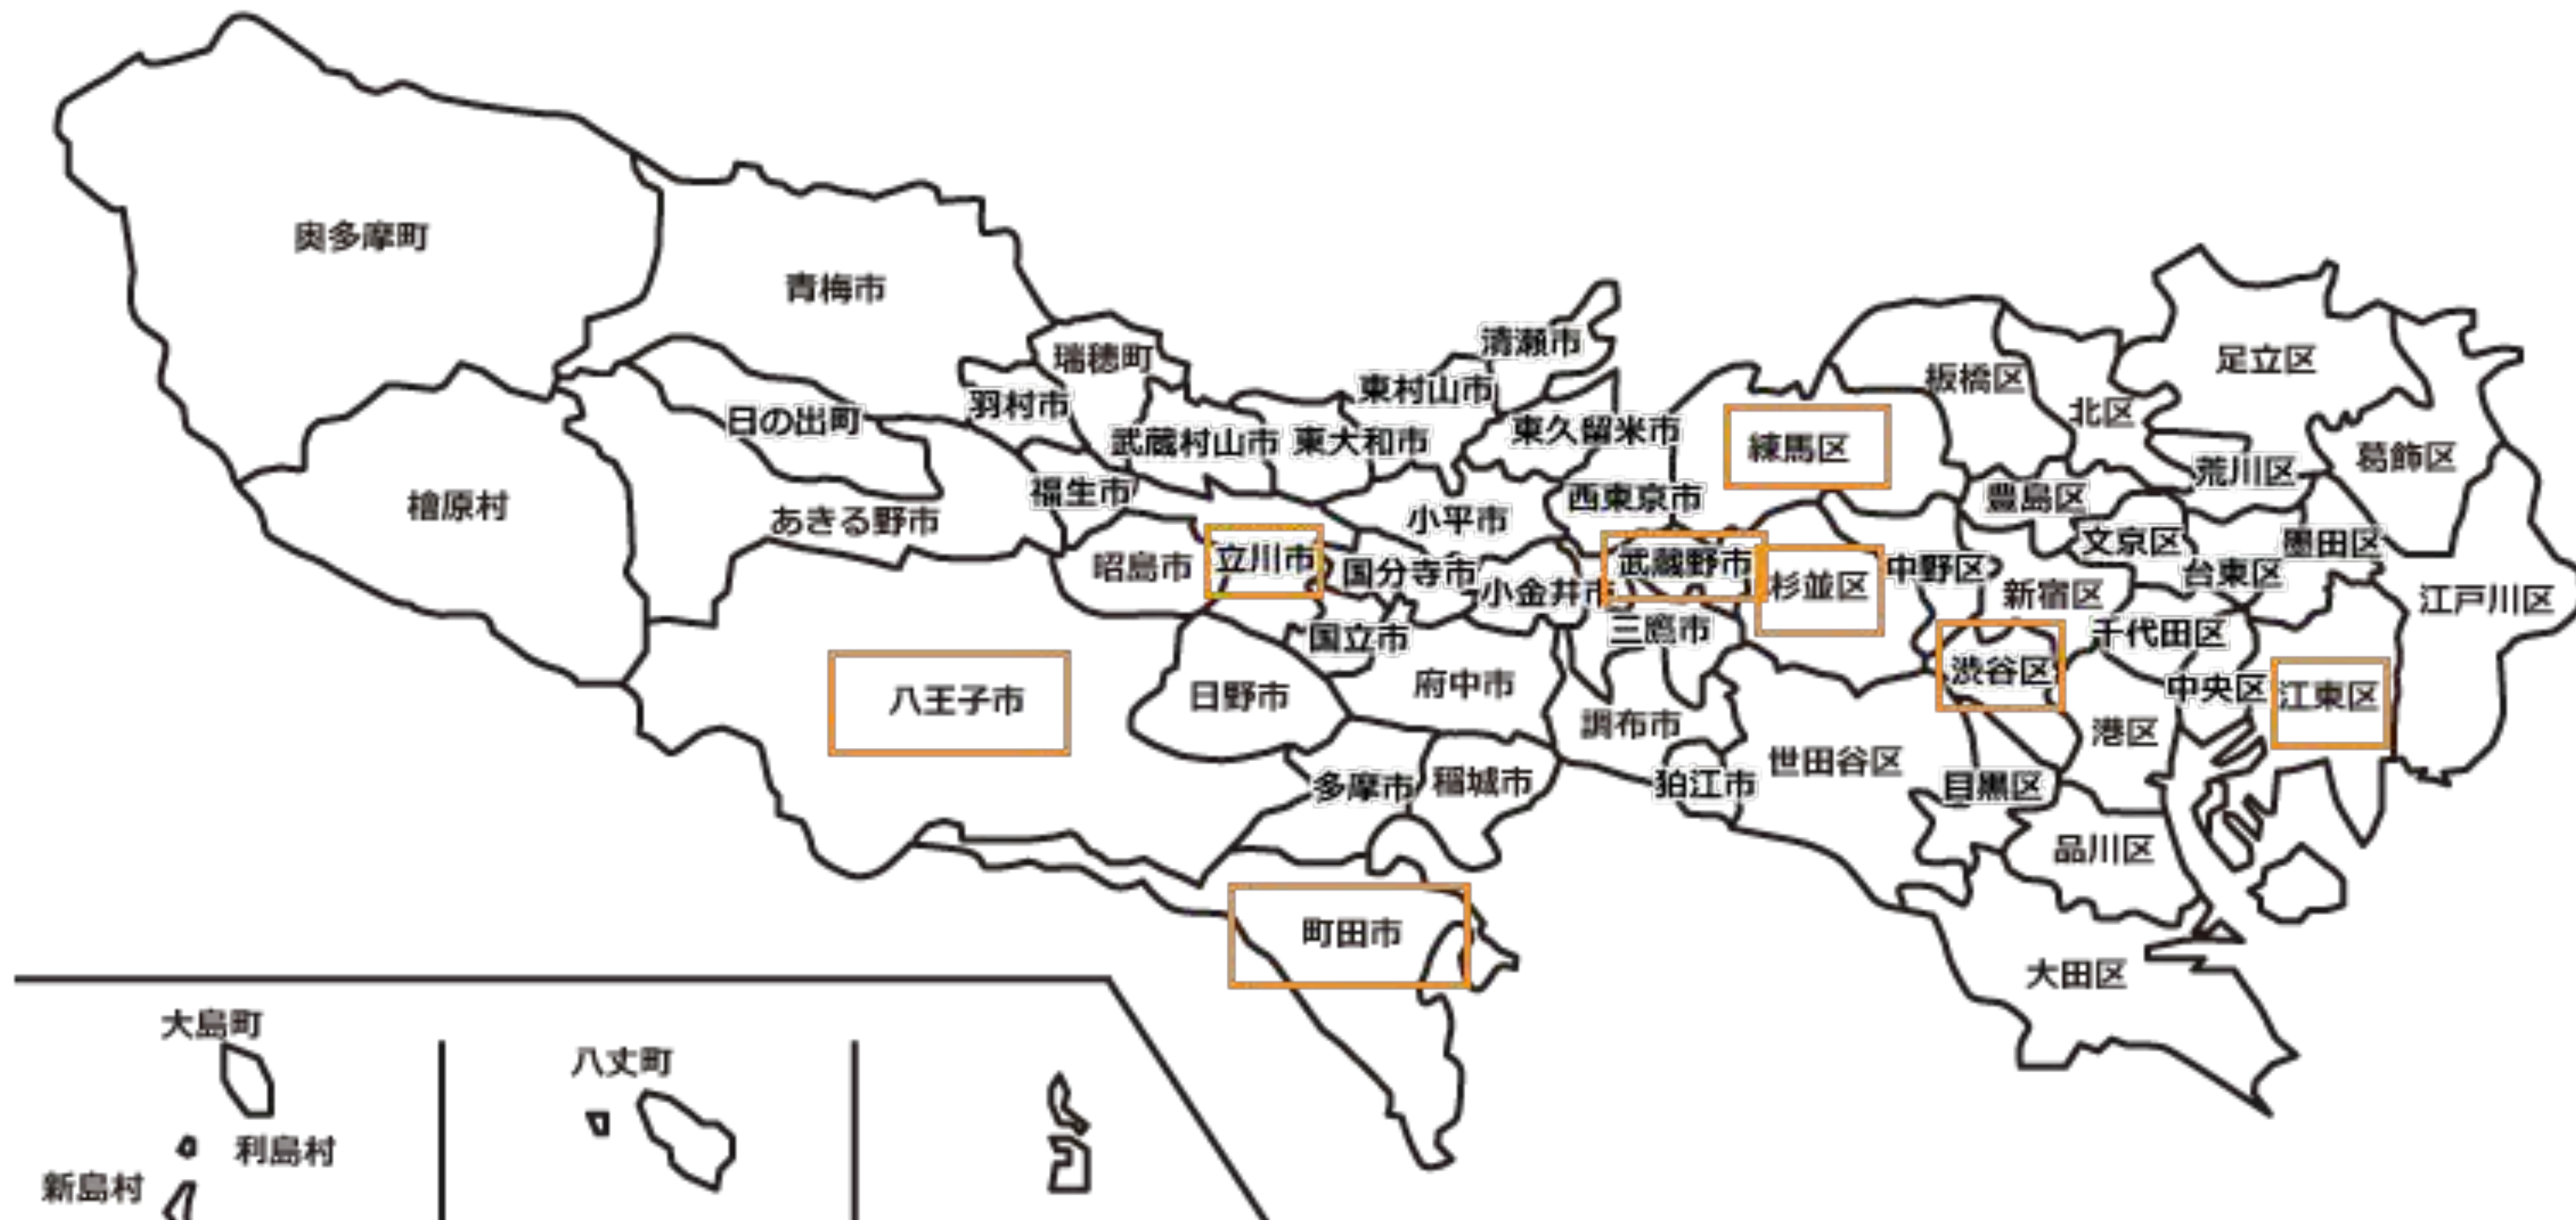 奥多摩町
青梅市
瑞穂町
清瀬市
東村山市
羽村市
日の出町
武蔵村山市
東大和市
東久留米市
練馬区
板橋区
北区
足立区
葛飾区
荒川区
檜原村
あきる野市
福生市
小平市
西東京市
豊島区
文京区
墨田区
台東区
昭島市
立川市
国分寺市
小金井市
武蔵野市
杉並区
中野区
新宿区
江戸川区
国立市
三鷹市
千代田区
八王子市
日野市
府中市
渋谷区
中央区
江東区
調布市
港区
多摩市
稲城市
狛江市
世田谷区
目黒区
品川区
町田市
大田区
大島町
八丈町
利島村
新島村